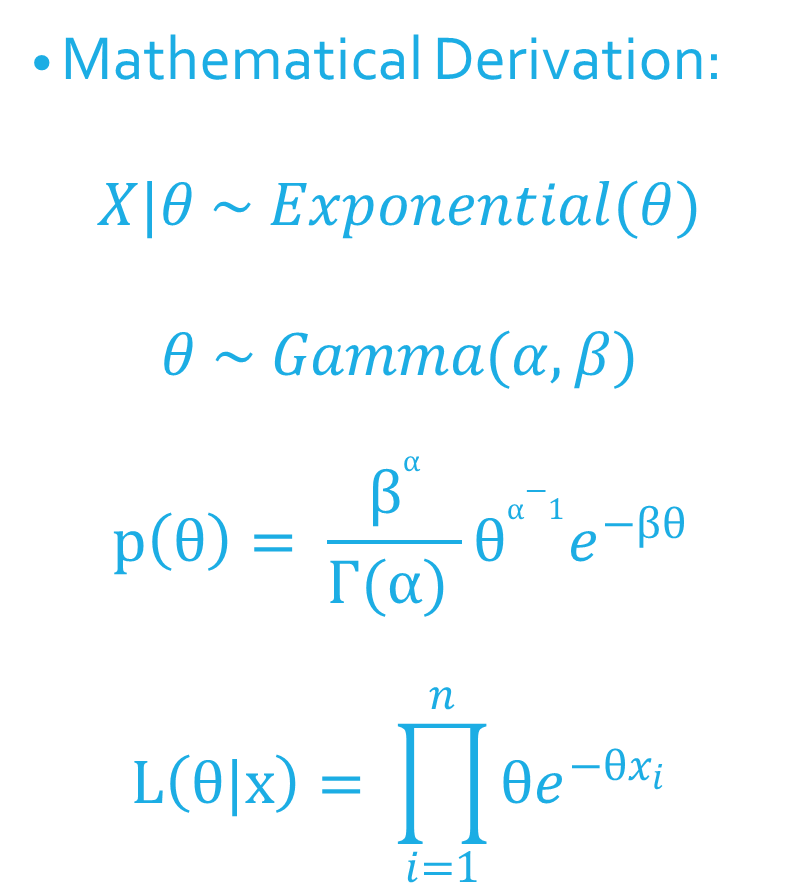 • Mathematical Derivation:
X|θ ~ Exponential(θ)
θ ~ Gamma(α, β)
p(θ) = β^α / Γ(α) θ^(α−1) e^(−βθ)
L(θ|x) = ∏_{i=1}^{n} θe^(−θx_i)